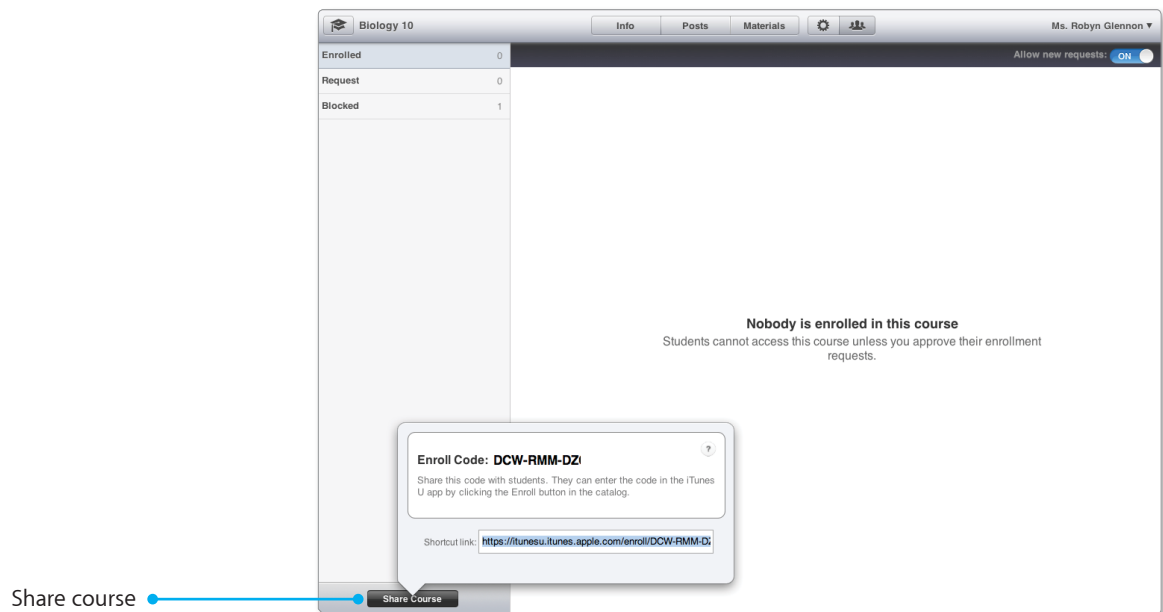 Biology 10
Info Posts Materials
Ms. Robyn Glennon ▼
Enrolled 0
Allow new requests: ON
Request 0
Blocked 1
Nobody is enrolled in this course
Students cannot access this course unless you approve their enrollment
requests.
?
Enroll Code: DCW-RMM-DZ
Share this code with students. They can enter the code in the iTunes
U app by clicking the Enroll button in the catalog.
Shortcut link: https://itunesu.itunes.apple.com/enroll/DCW-RMM-D
Share Course
Share course